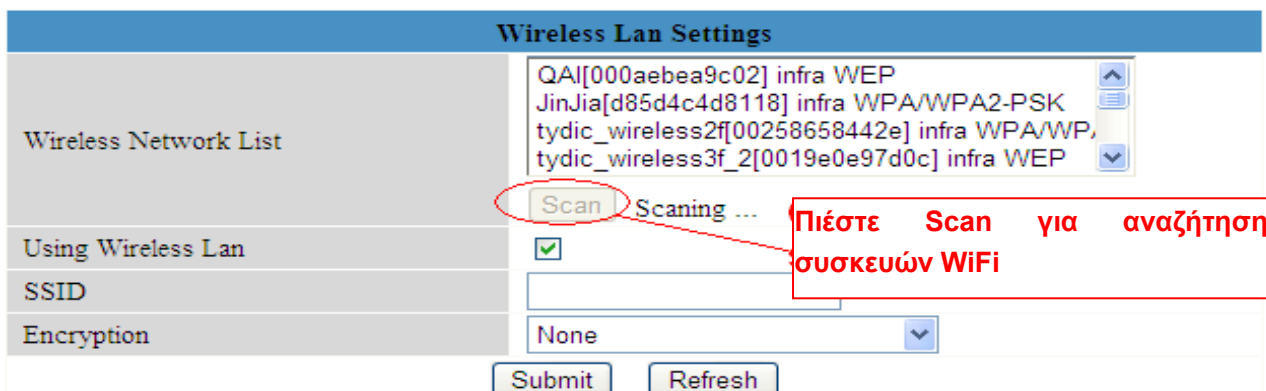 Wireless Lan Settings
Wireless Network List
QAI[000aebea9c02] infra WEP
JinJia[d85d4c4d8118] infra WPA/WPA2-PSK
tydic_wireless2f[00258658442e] infra WPA/WP
tydic_wireless3f_2[0019e0e97d0c] infra WEP
Scan Scaning ...
Πιέστε Scan για αναζήτηση
συσκευών WiFi
Using Wireless Lan
SSID
Encryption None
Submit Refresh